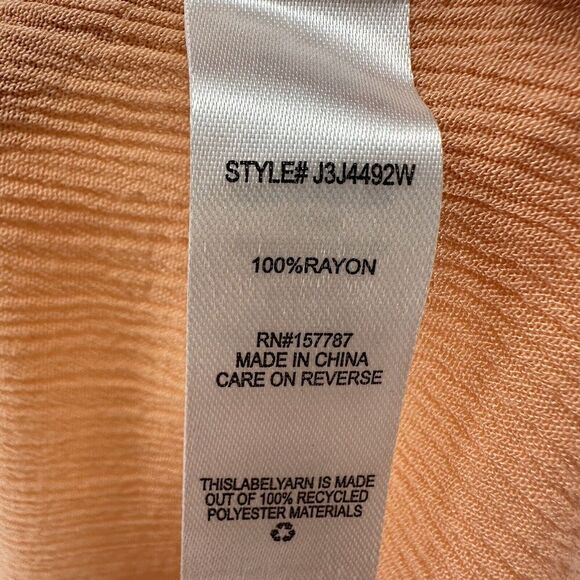 STYLE# J3J4492W
100%RAYON
RN#157787
MADE IN CHINA
CARE ON REVERSE
THISLABELYARN IS MADE
OUT OF 100% RECYCLED
POLYESTER MATERIALS